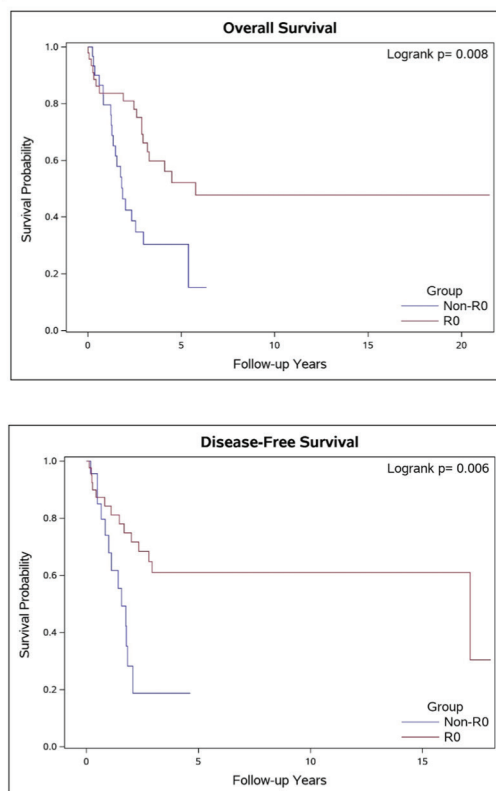 Overall Survival
Logrank p= 0.008
1.0
0.8
0.6
0.4
0.2
0.0
Survival Probability
Group
Non-R0
R0
0
5
10
15
20
Follow-up Years
Disease-Free Survival
Logrank p= 0.006
1.0
0.8
0.6
0.4
0.2
0.0
Survival Probability
Group
Non-R0
R0
0
5
10
15
Follow-up Years